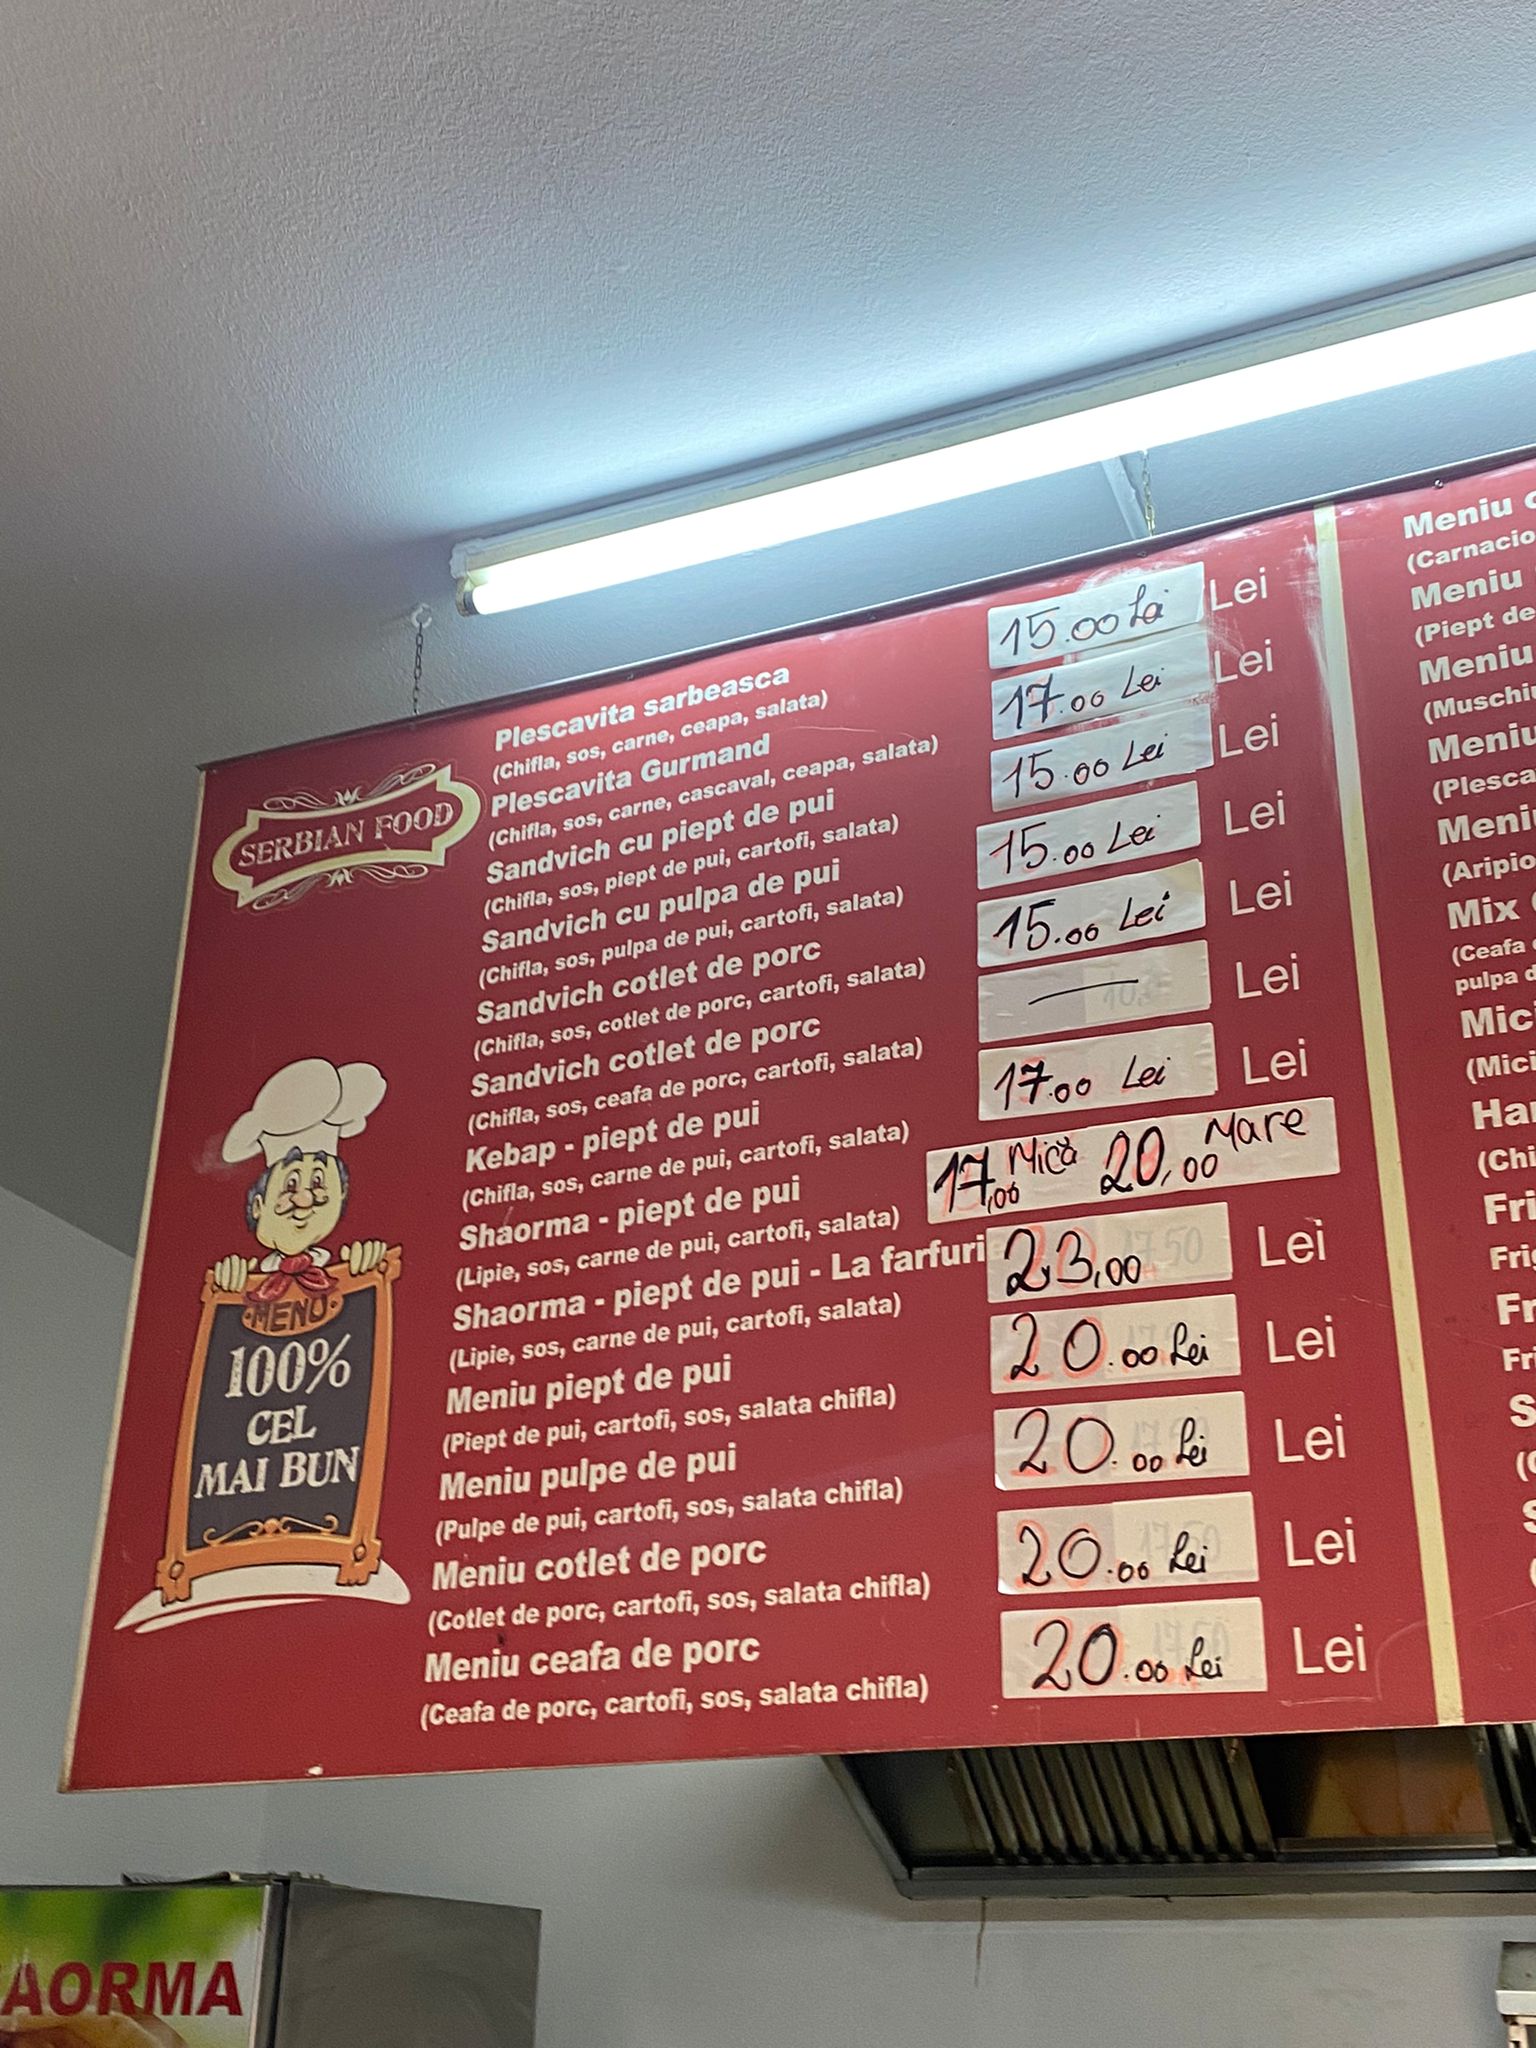 SERBIAN FOOD
MENU
100%
CEL
MAI BUN
Plescavita sarbeasca 15.00 Lei Lei
(Chifla, sos, carne, ceapa, salata)
Plescavita Gurmand 17.00 Lei Lei
(Chifla, sos, carne, cascaval, ceapa, salata)
Sandvich cu piept de pui 15.00 Lei Lei
(Chifla, sos, piept de pui, cartofi, salata)
Sandvich cu pulpa de pui 15.00 Lei Lei
(Chifla, sos, pulpa de pui, cartofi, salata)
Sandvich cotlet de porc 15.00 Lei Lei
(Chifla, sos, cotlet de porc, cartofi, salata)
Sandvich cotlet de porc — Lei
(Chifla, sos, ceafa de porc, cartofi, salata)
Kebap - piept de pui 17.00 Lei Lei
(Chifla, sos, carne de pui, cartofi, salata)
Shaorma - piept de pui 17,00 Mică 20,00 Mare
(Lipie, sos, carne de pui, cartofi, salata)
Shaorma - piept de pui - La farfuri 23,00 17.50 Lei
(Lipie, sos, carne de pui, cartofi, salata)
Meniu piept de pui 20.00 Lei Lei
(Piept de pui, cartofi, sos, salata chifla)
Meniu pulpe de pui 20.00 Lei Lei
(Pulpe de pui, cartofi, sos, salata chifla)
Meniu cotlet de porc 20.00 Lei Lei
(Cotlet de porc, cartofi, sos, salata chifla)
Meniu ceafa de porc 20.00 Lei Lei
(Ceafa de porc, cartofi, sos, salata chifla)
Meniu
(Carnacio
Meniu
(Piept de
Meniu
(Muschi
Meniu
(Plesca
Meni
(Aripio
Mix
(Ceafa
pulpa d
Mici
(Mici
Ha
(Chi
Fri
Fri
Fr
Fri
S
AORMA